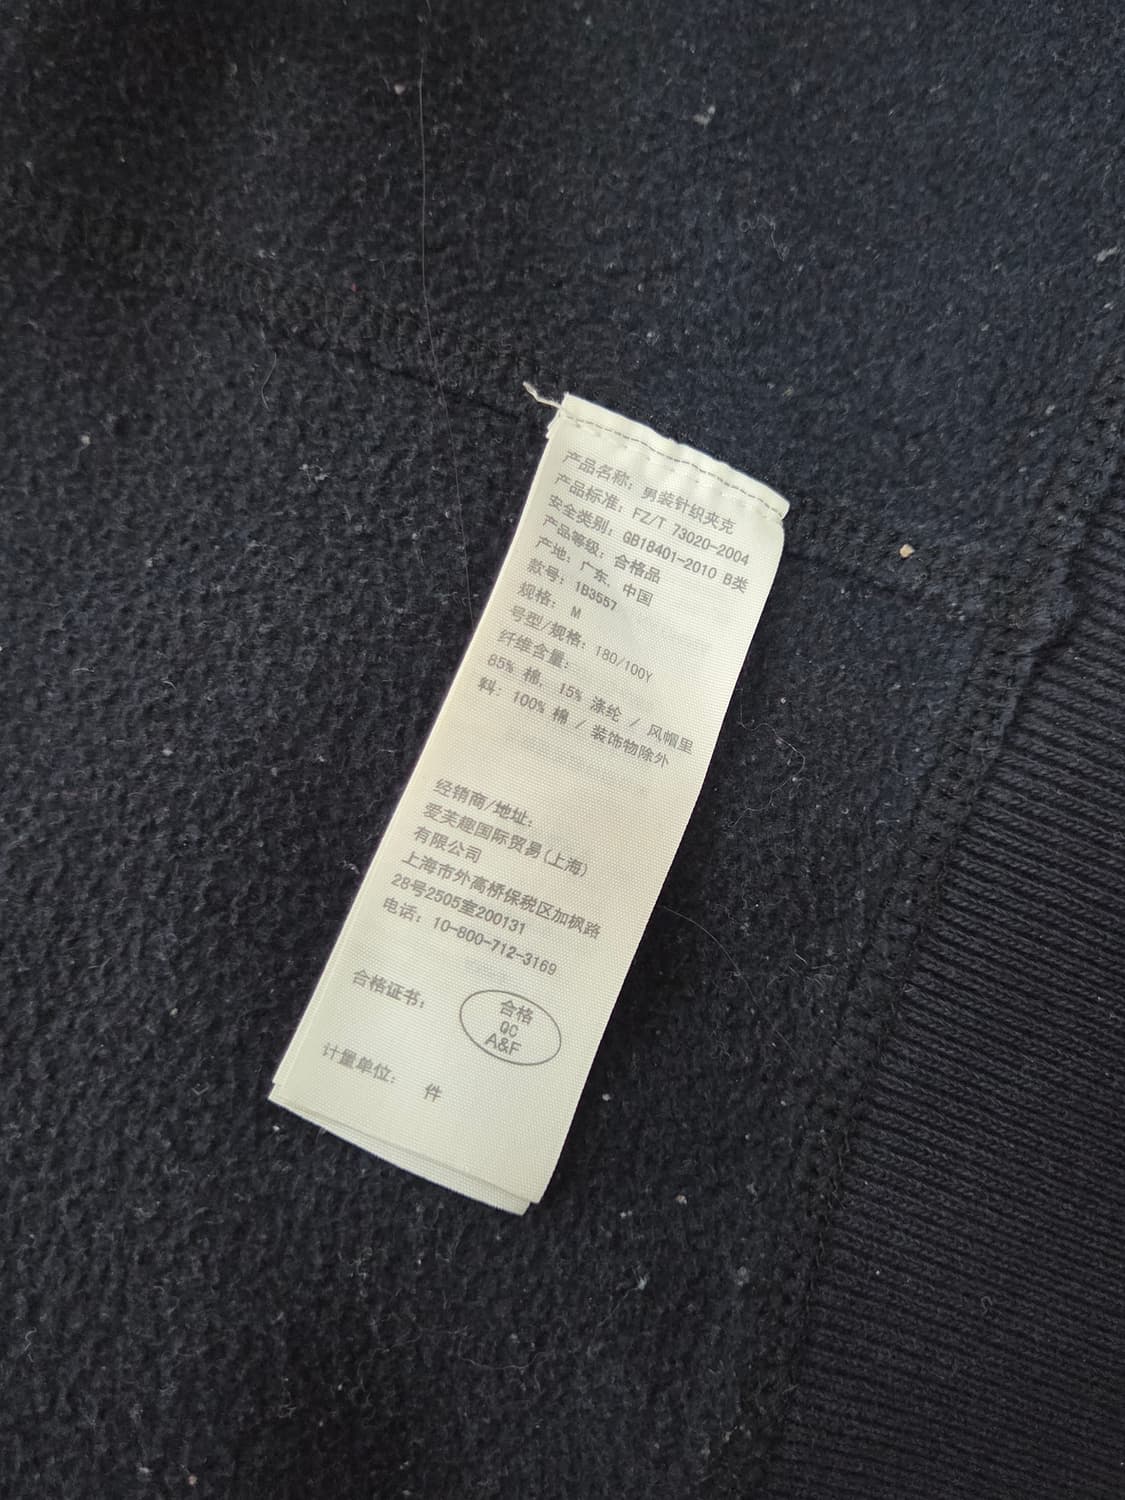 产品名称: 男装针织夹克
产品标准: FZ/T 73020-2004
安全类别: GB18401-2010 B类
产品等级: 合格品
产地: 广东, 中国
款号: 1B3557
规格: M
号型/规格: 180/100Y
纤维含量:
85% 棉, 15% 涤纶 / 风帽里
料: 100% 棉 / 装饰物除外
经销商/地址:
爱芙趣国际贸易(上海)
有限公司
上海市外高桥保税区加枫路
28号2505室200131
电话: 10-800-712-3169
合格证书:
合格
QC
A&F
计量单位: 件